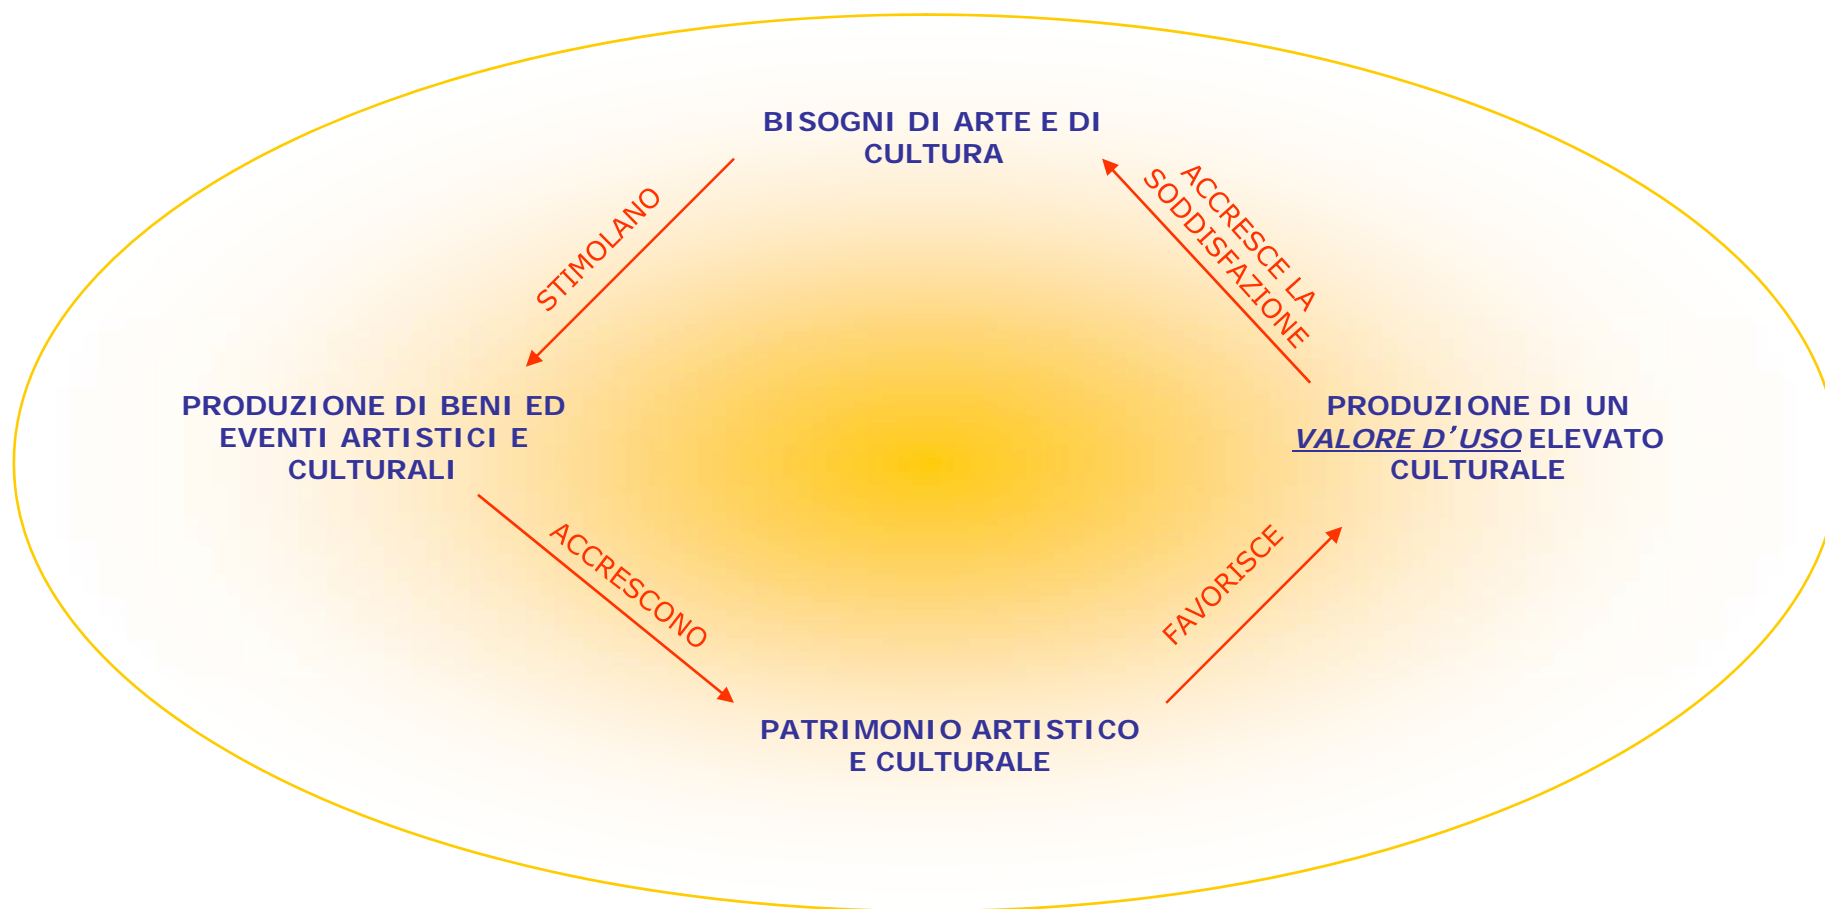 BISOGNI DI ARTE E DI
CULTURA
STIMOLANO
ACCRESCE LA
SODDISFAZIONE
PRODUZIONE DI BENI ED
EVENTI ARTISTICI E
CULTURALI
PRODUZIONE DI UN
VALORE D’USO ELEVATO
CULTURALE
ACCRESCONO
FAVORISCE
PATRIMONIO ARTISTICO
E CULTURALE